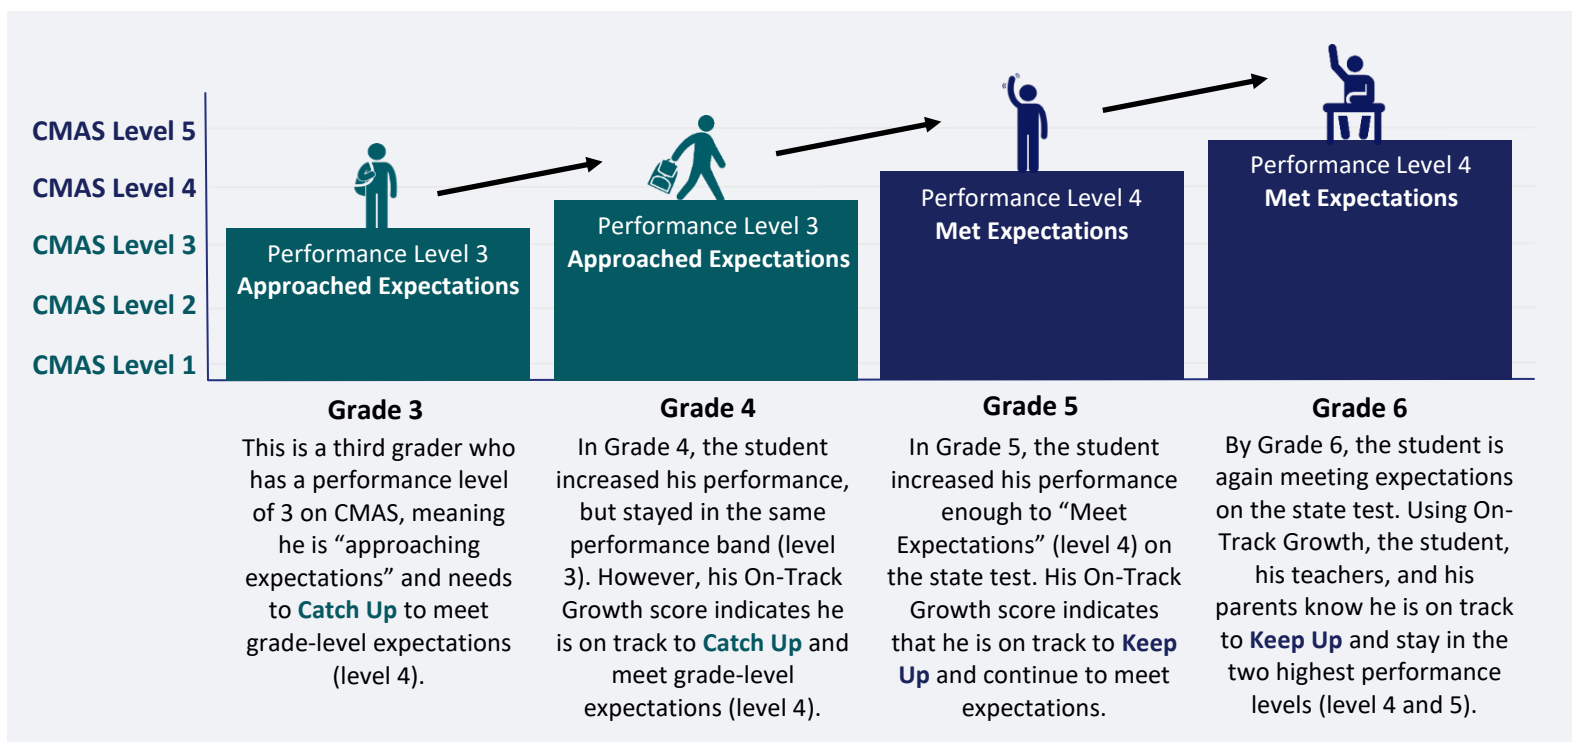 CMAS Level 5
CMAS Level 4
CMAS Level 3
CMAS Level 2
CMAS Level 1
Performance Level 3
Approached Expectations
Performance Level 3
Approached Expectations
Performance Level 4
Met Expectations
Performance Level 4
Met Expectations
Grade 3
This is a third grader who
has a performance level
of 3 on CMAS, meaning
he is “approaching
expectations” and needs
to Catch Up to meet
grade-level expectations
(level 4).
Grade 4
In Grade 4, the student
increased his performance,
but stayed in the same
performance band (level
3). However, his On-Track
Growth score indicates he
is on track to Catch Up and
meet grade-level
expectations (level 4).
Grade 5
In Grade 5, the student
increased his performance
enough to “Meet
Expectations” (level 4) on
the state test. His On-Track
Growth score indicates
that he is on track to Keep
Up and continue to meet
expectations.
Grade 6
By Grade 6, the student is
again meeting expectations
on the state test. Using On-
Track Growth, the student,
his teachers, and his
parents know he is on track
to Keep Up and stay in the
two highest performance
levels (level 4 and 5).